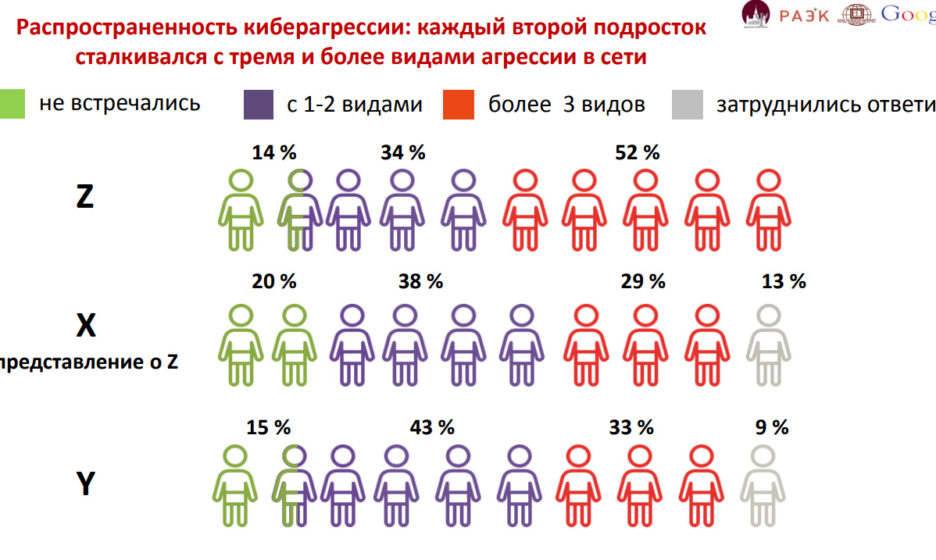 РАЭК
Google
Распространенность киберагрессии: каждый второй подросток
сталкивался с тремя и более видами агрессии в сети
не встречались
с 1-2 видами
более 3 видов
затруднились ответи
14 %
34 %
52 %
Z
20 %
38 %
29 %
13 %
X
представление о Z
15 %
43 %
33 %
9 %
Y